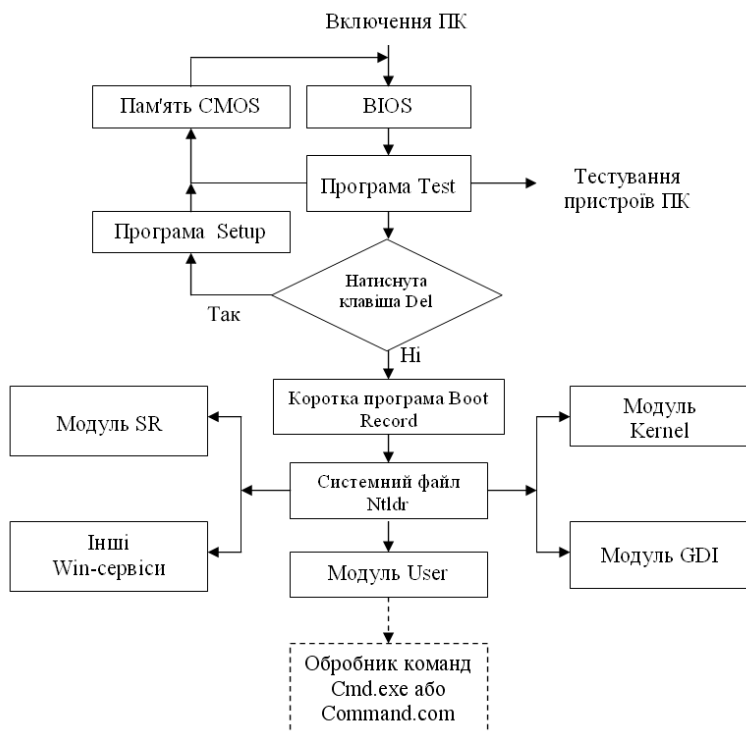 Включення ПК
Пам'ять CMOS
BIOS
Програма Test
Тестування
пристроїв ПК
Програма Setup
Натиснута
клавіша Del
Так
Ні
Коротка програма Boot
Record
Модуль SR
Модуль
Kernel
Системний файл
Ntldr
Інші
Win-сервіси
Модуль GDI
Модуль User
Обробник команд
Cmd.exe або
Command.com